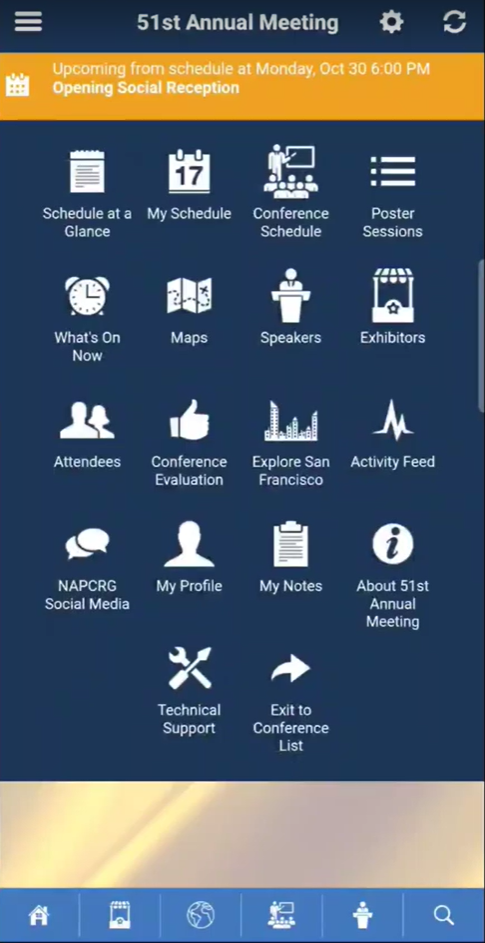 51st Annual Meeting
Upcoming from schedule at Monday, Oct 30 6:00 PM
Opening Social Reception
Schedule at a
Glance
17
My Schedule
Conference
Schedule
Poster
Sessions
What's On
Now
Maps
Speakers
Exhibitors
Attendees
Conference
Evaluation
Explore San
Francisco
Activity Feed
NAPCRG
Social Media
My Profile
My Notes
i
About 51st
Annual
Meeting
Technical
Support
Exit to
Conference
List